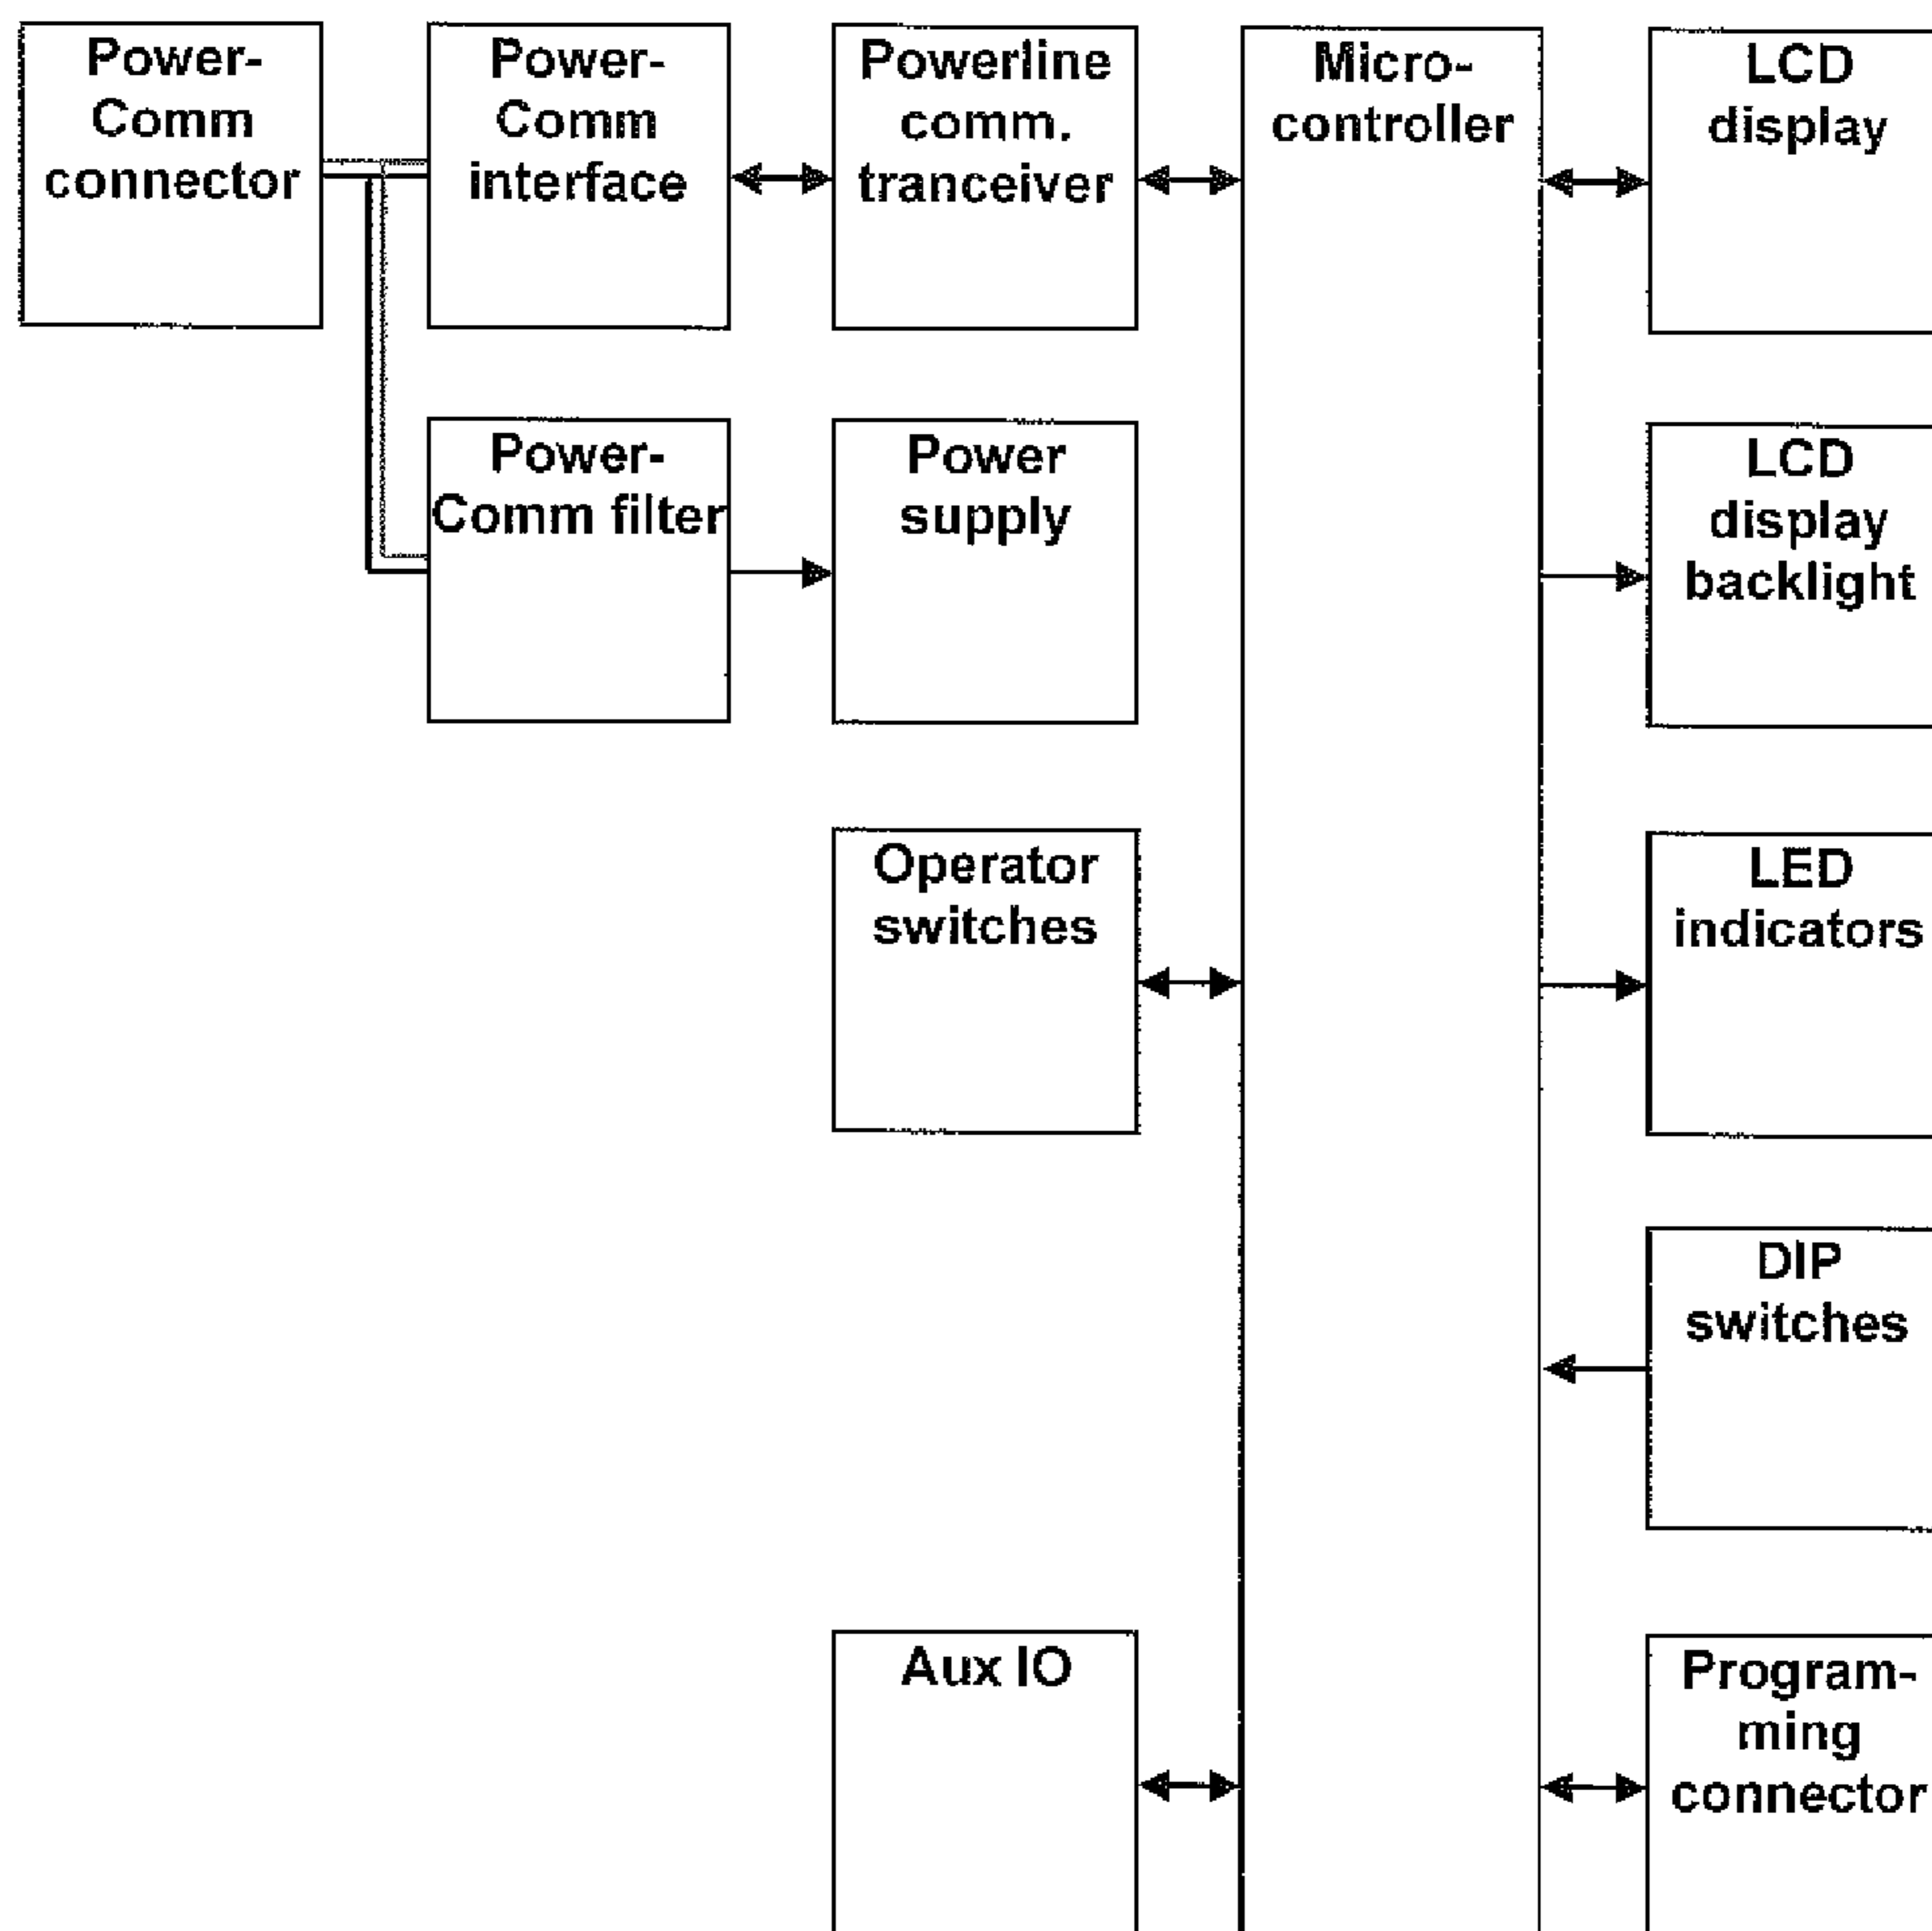 Power-
Comm
connector
Power-
Comm
interface
Powerline
comm.
tranceiver
Micro-
controller
LCD
display
Power-
Comm filter
Power
supply
LCD
display
backlight
Operator
switches
LED
indicators
DIP
switches
Aux IO
Program-
ming
connector